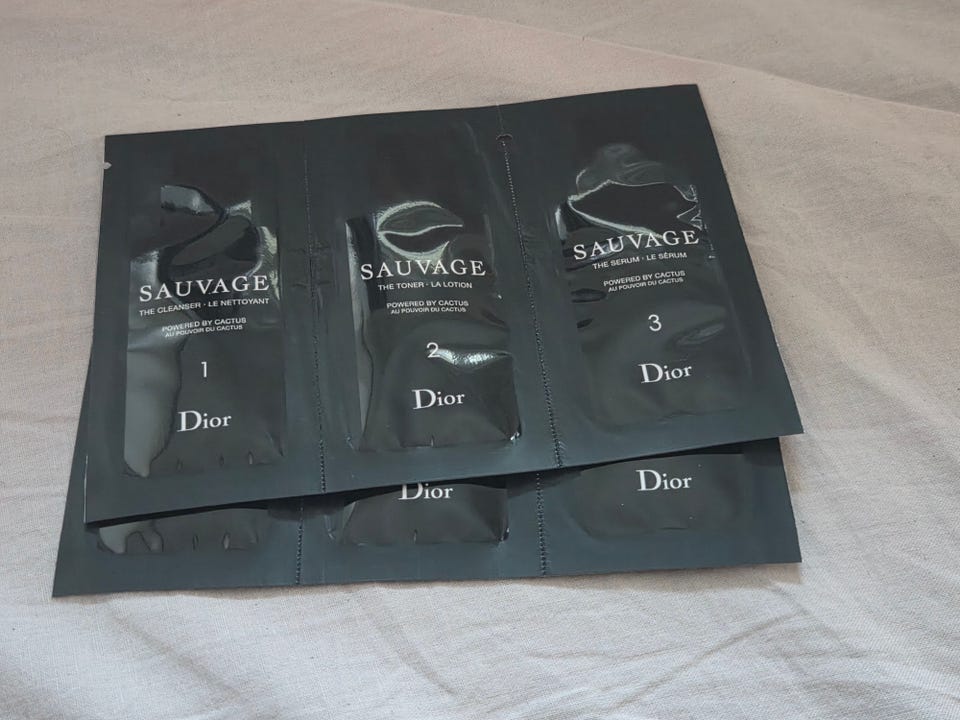 SAUVAGE
THE CLEANSER · LE NETTOYANT
POWERED BY CACTUS
AU POUVOIR DU CACTUS
1
Dior
SAUVAGE
THE TONER · LA LOTION
POWERED BY CACTUS
AU POUVOIR DU CACTUS
2
Dior
SAUVAGE
THE SERUM · LE SÉRUM
POWERED BY CACTUS
AU POUVOIR DU CACTUS
3
Dior
Dior
Dior